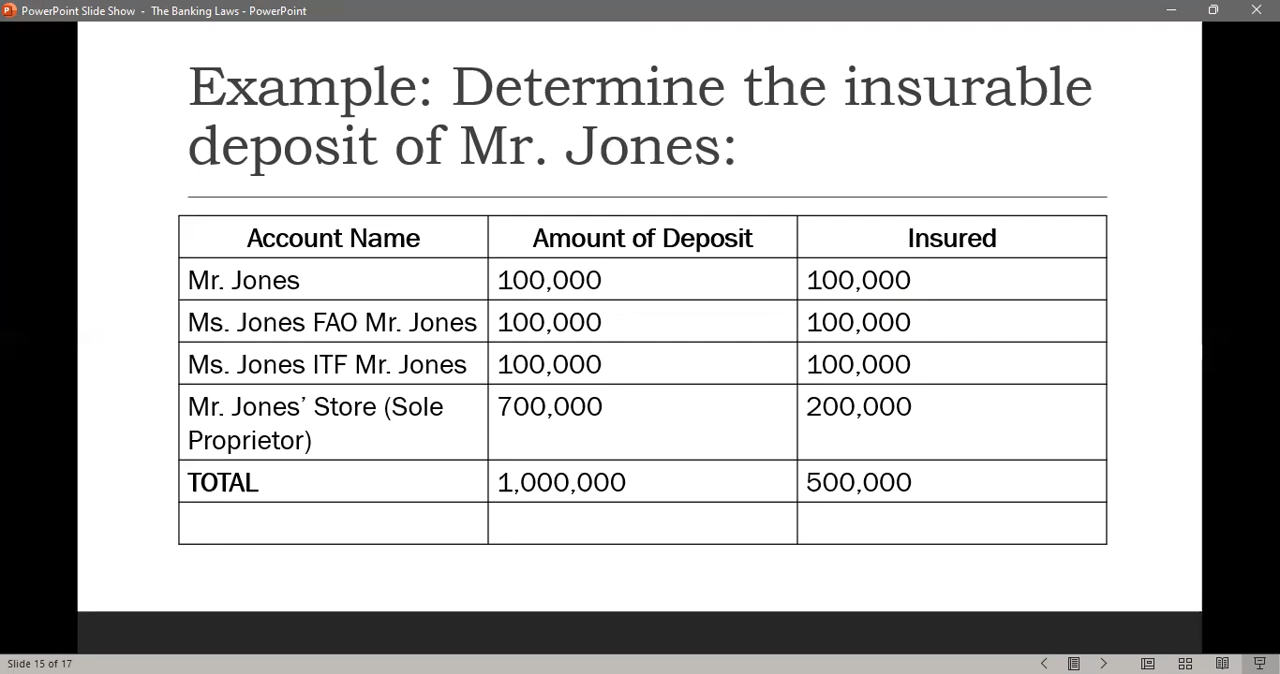 PowerPoint Slide Show - The Banking Laws - PowerPoint
Example: Determine the insurable
deposit of Mr. Jones:
Account Name Amount of Deposit Insured
Mr. Jones 100,000 100,000
Ms. Jones FAO Mr. Jones 100,000 100,000
Ms. Jones ITF Mr. Jones 100,000 100,000
Mr. Jones’ Store (Sole 700,000 200,000
Proprietor)
TOTAL 1,000,000 500,000
Slide 15 of 17